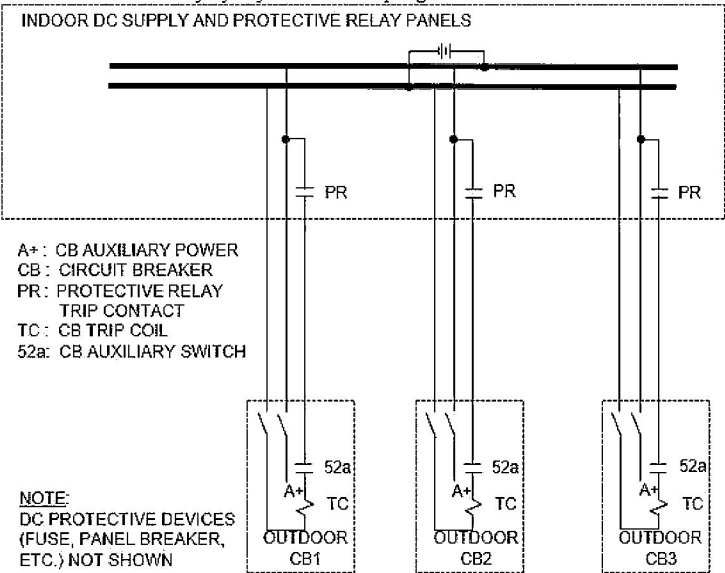 INDOOR DC SUPPLY AND PROTECTIVE RELAY PANELS
PR
PR
PR
A+: CB AUXILIARY POWER
CB: CIRCUIT BREAKER
PR: PROTECTIVE RELAY
TRIP CONTACT
TC: CB TRIP COIL
52a: CB AUXILIARY SWITCH
52a
52a
52a
A+
TC
A+
TC
A+
TC
NOTE:
DC PROTECTIVE DEVICES
(FUSE, PANEL BREAKER,
ETC.) NOT SHOWN
OUTDOOR
CB1
OUTDOOR
CB2
OUTDOOR
CB3